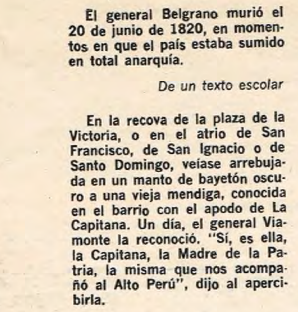 El general Belgrano murió el
20 de junio de 1820, en momen-
tos en que el país estaba sumido
en total anarquía.
De un texto escolar
En la recova de la plaza de la
Victoria, o en el atrio de San
Francisco, de San Ignacio o de
Santo Domingo, veíase arrebuja-
da en un manto de bayetón oscu-
ro a una vieja mendiga, conocida
en el barrio con el apodo de La
Capitana. Un día, el general Via-
monte la reconoció. "Sí, es ella,
la Capitana, la Madre de la Pa-
tria, la misma que nos acompa-
ñó al Alto Perú", dijo al aperci-
birla.